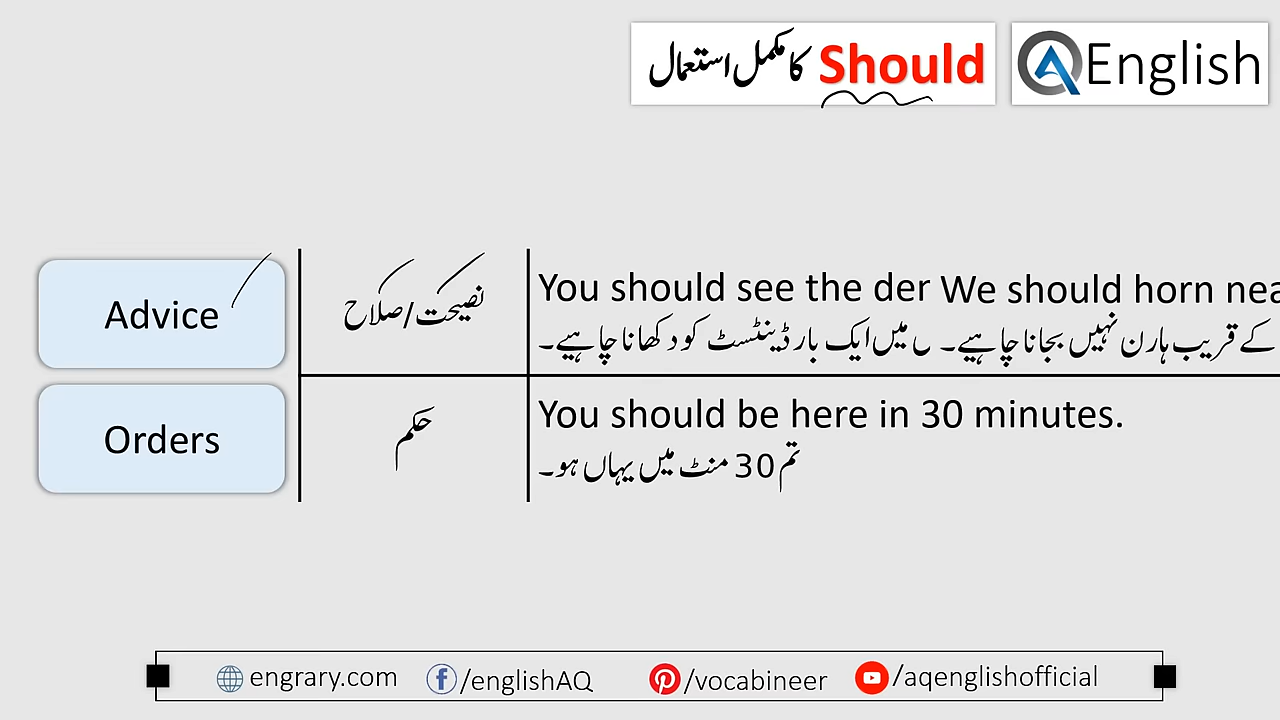 Should کا مکمل استعمال
AQ English
Advice
نصیحت/صلاح
You should see the der We should horn nea
میں ایک بار ڈینٹسٹ کو دکھانا چاہیے۔
کے قریب ہارن نہیں بجانا چاہیے۔
Orders
حکم
You should be here in 30 minutes.
تم 30 منٹ میں یہاں ہو۔
engrary.com
/englishAQ
/vocabineer
/aqenglishofficial